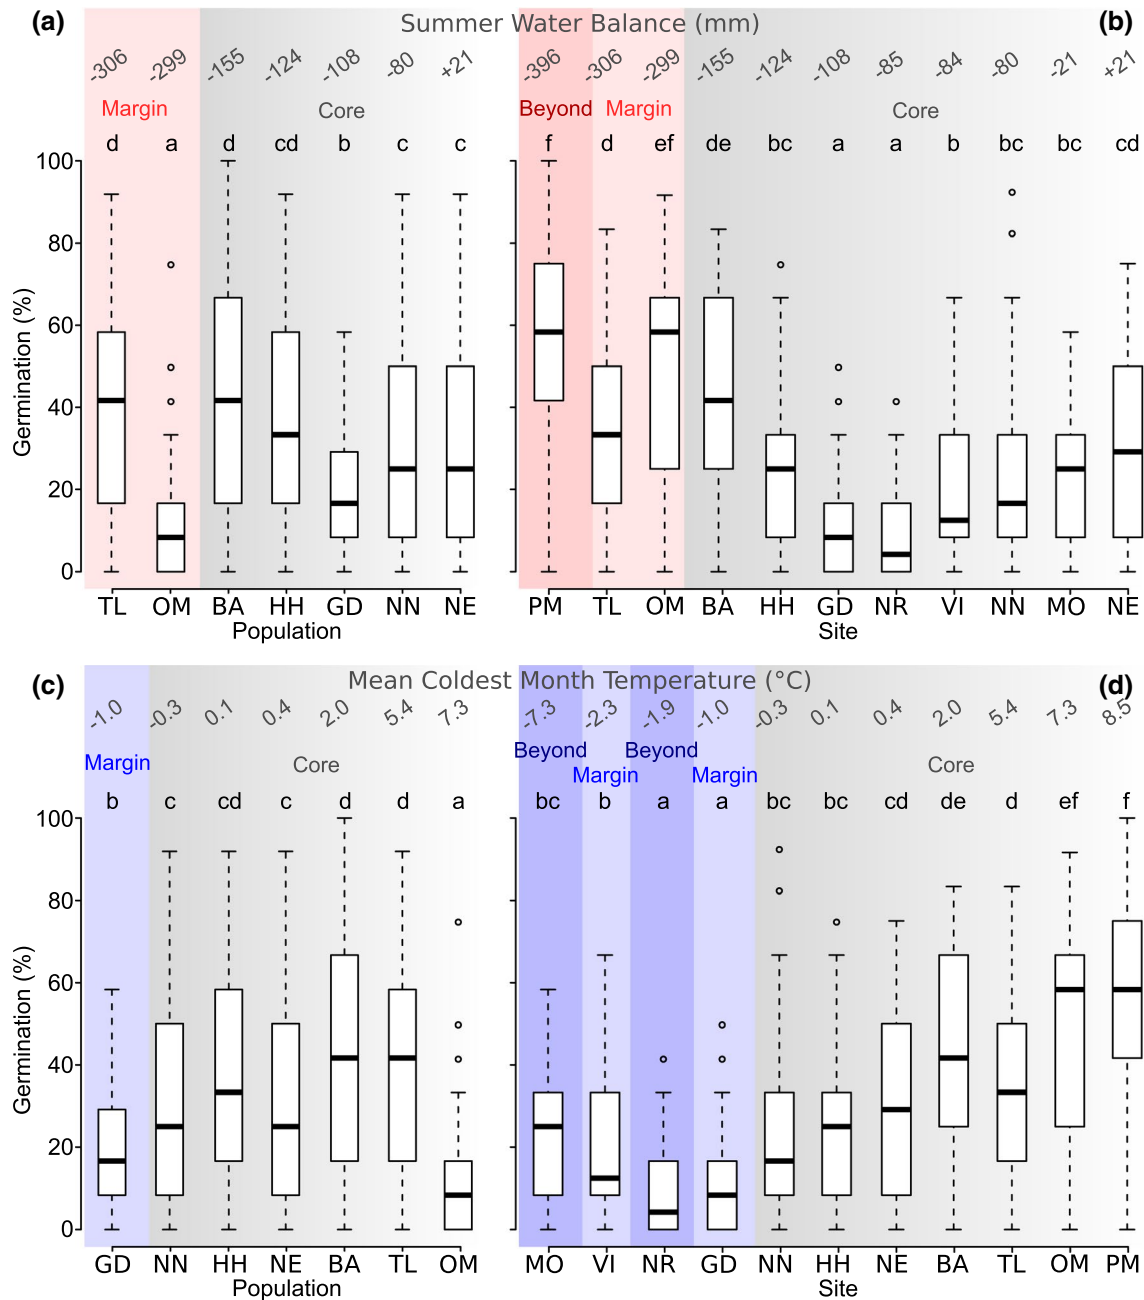 (a) Summer Water Balance (mm) (b)
-306 -299 -155 -124 -108 -80 +21 -396 -306 -299 -155 -124 -108 -85 -84 -80 -21 +21
Margin Core Beyond Margin Core
d a d cd b c c f d ef de bc a a b bc bc cd
100
80
60
40
20
0
Germination (%)
TL OM BA HH GD NN NE PM TL OM BA HH GD NR VI NN MO NE
Population Site
(c) Mean Coldest Month Temperature (°C) (d)
-1.0 -0.3 0.1 0.4 2.0 5.4 7.3 -7.3 -2.3 -1.9 -1.0 -0.3 0.1 0.4 2.0 5.4 7.3 8.5
Beyond Beyond
Margin Core Margin Margin Core
b c cd c d d a bc b a a bc bc cd de d ef f
100
80
60
40
20
0
Germination (%)
GD NN HH NE BA TL OM MO VI NR GD NN HH NE BA TL OM PM
Population Site